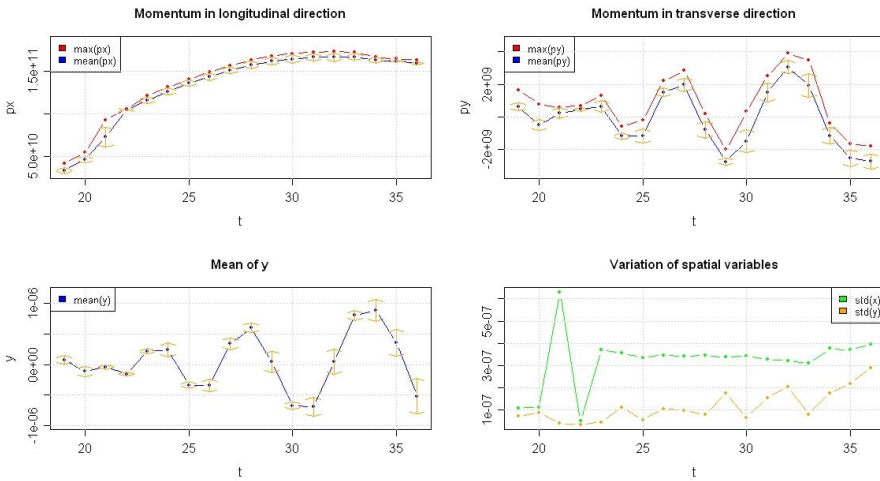 Momentum in longitudinal direction
max(px)
mean(px)
px
5.0e+10
1.5e+11
20
25
30
35
t
Momentum in transverse direction
max(py)
mean(py)
py
-2e+09
2e+09
20
25
30
35
t
Mean of y
mean(y)
y
-1e-06
0e+00
1e-06
20
25
30
35
t
Variation of spatial variables
std(x)
std(y)
1e-07
3e-07
5e-07
20
25
30
35
t